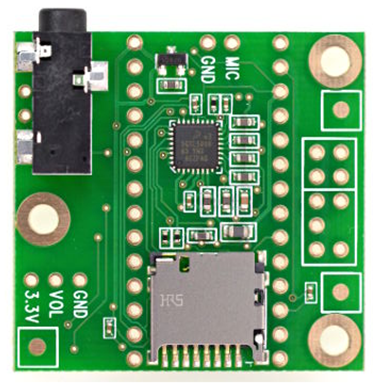 MIC
GND
HRS
GND
VOL
3.3V